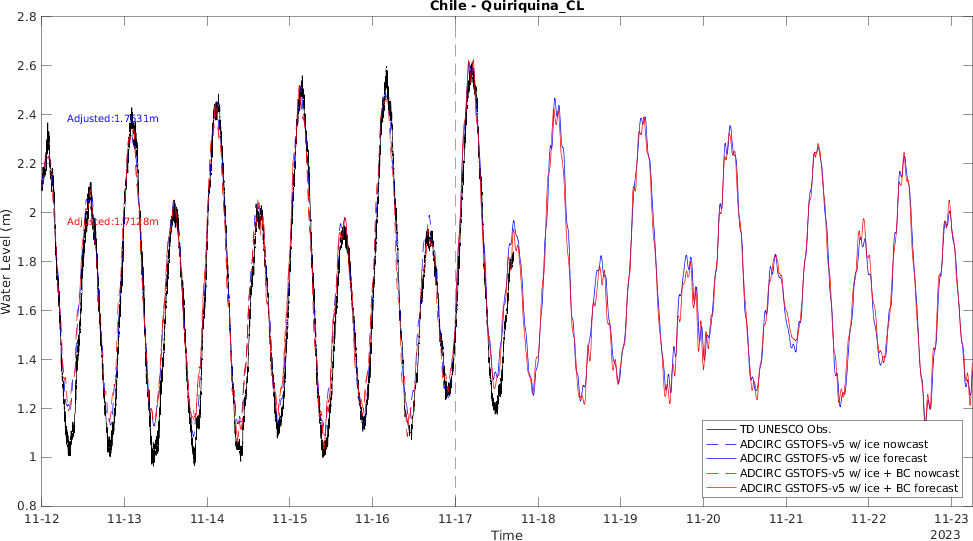 Chile - Quiriquina_CL
2.8
2.6
2.4
2.2
2
1.8
1.6
1.4
1.2
1
0.8
Water Level (m)
Adjusted:1.7531m
Adjusted:1.7128m
TD UNESCO Obs.
ADCIRC GSTOFS-v5 w/ ice nowcast
ADCIRC GSTOFS-v5 w/ ice forecast
ADCIRC GSTOFS-v5 w/ ice + BC nowcast
ADCIRC GSTOFS-v5 w/ ice + BC forecast
11-12 11-13 11-14 11-15 11-16 11-17 11-18 11-19 11-20 11-21 11-22 11-23
Time
2023